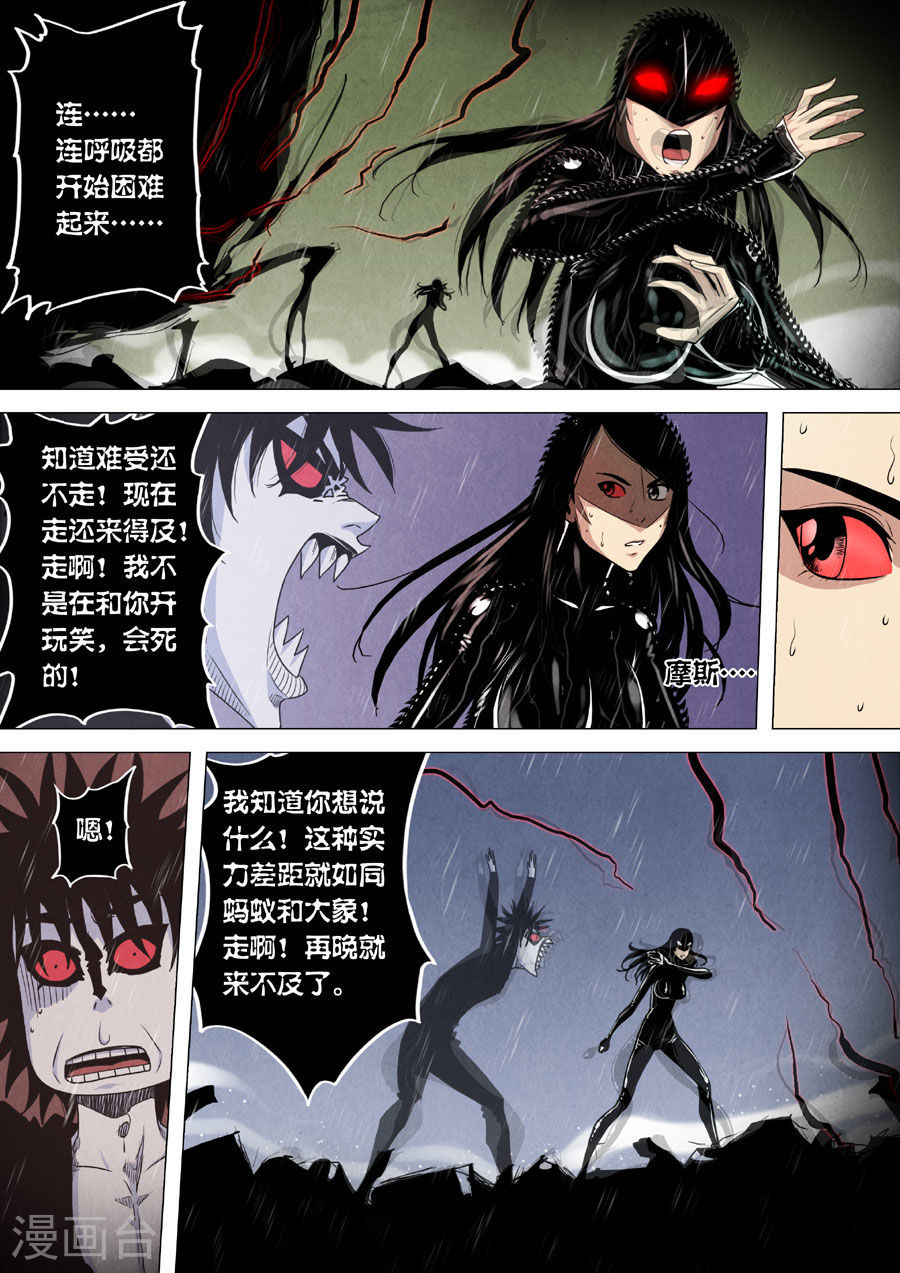 连……
连呼吸都
开始困难
起来……
知道难受还
不走！现在
走还来得及！
走啊！我不
是在和你开
玩笑，会死
的！
摩斯……
嗯！
我知道你想说
什么！这种实
力差距就如同
蚂蚁和大象！
走啊！再晚就
来不及了。
漫画台